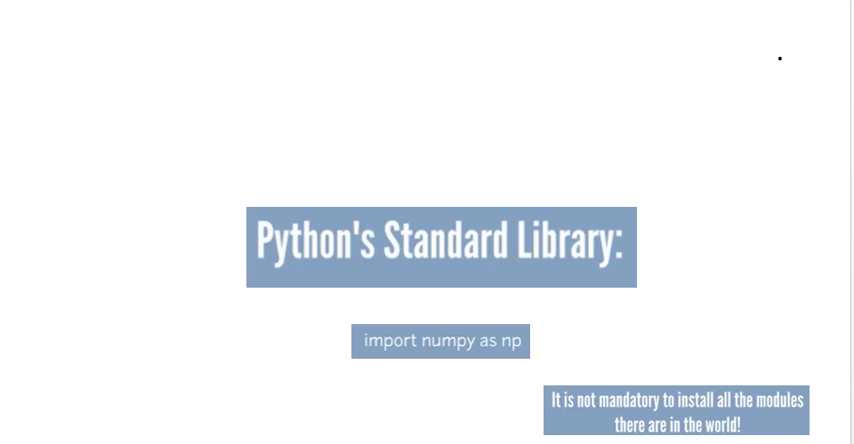 Python's Standard Library:
import numpy as np
It is not mandatory to install all the modules
there are in the world!